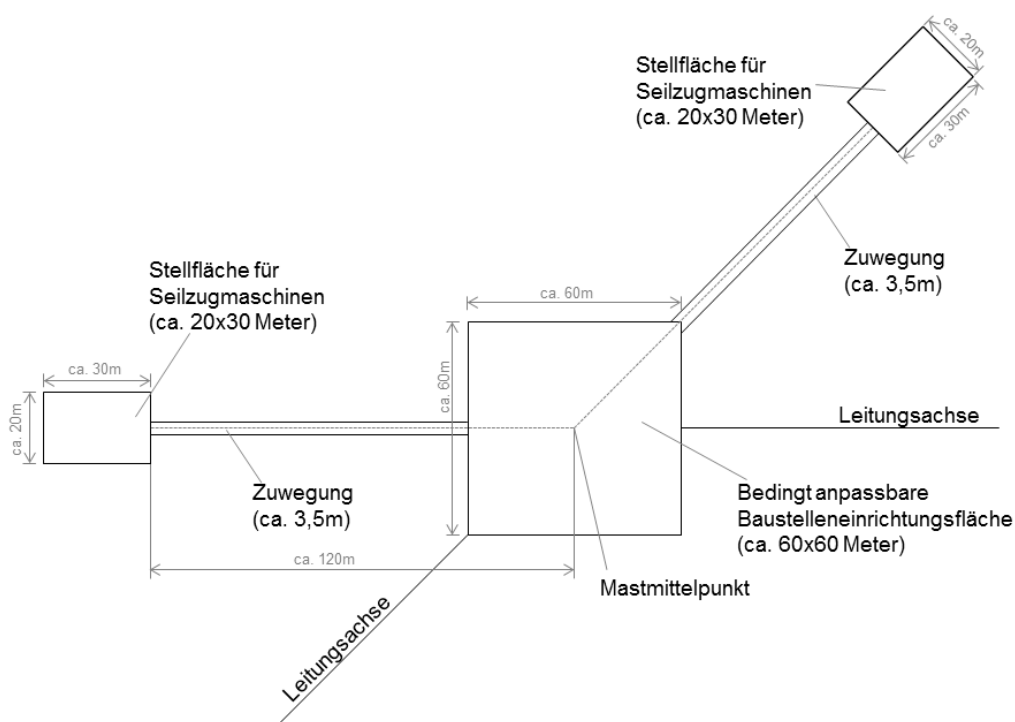 ca. 20m
Stellfläche für
Seilzugmaschinen
(ca. 20x30 Meter)
ca. 30m
Zuwegung
(ca. 3,5m)
Stellfläche für
Seilzugmaschinen
(ca. 20x30 Meter)
ca. 60m
ca. 30m
ca. 60m
ca. 20m
Leitungsachse
Zuwegung
(ca. 3,5m)
Bedingt anpassbare
Baustelleneinrichtungsfläche
(ca. 60x60 Meter)
ca. 120m
Mastmittelpunkt
Leitungsachse